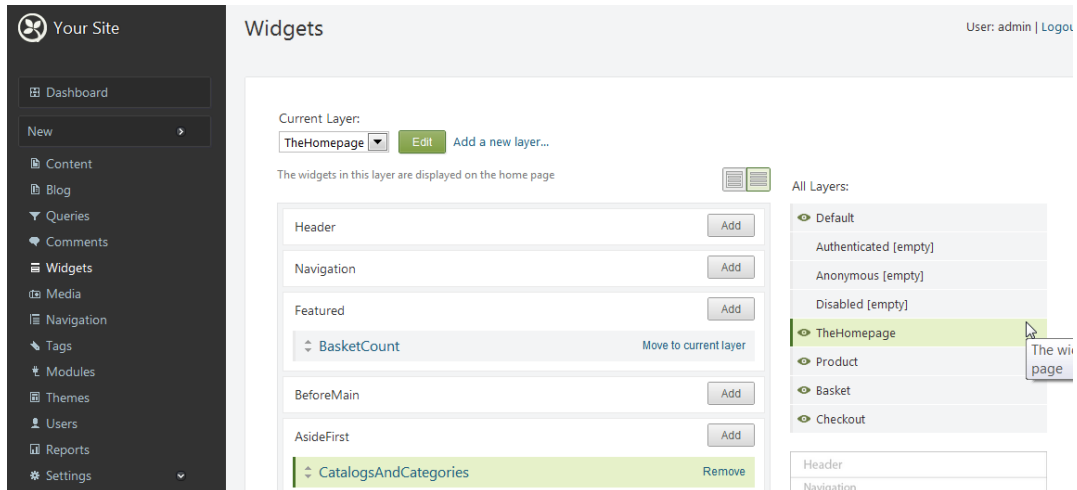 Your Site
Widgets
User: admin | Logou
Dashboard
New
Content
Blog
Queries
Comments
Widgets
Media
Navigation
Tags
Modules
Themes
Users
Reports
Settings
Current Layer:
TheHomepage
Edit
Add a new layer...
The widgets in this layer are displayed on the home page
Header
Add
Navigation
Add
Featured
Add
BasketCount
Move to current layer
BeforeMain
Add
AsideFirst
Add
CatalogsAndCategories
Remove
All Layers:
Default
Authenticated [empty]
Anonymous [empty]
Disabled [empty]
TheHomepage
Product
Basket
Checkout
The wi
page
Header
Navigation